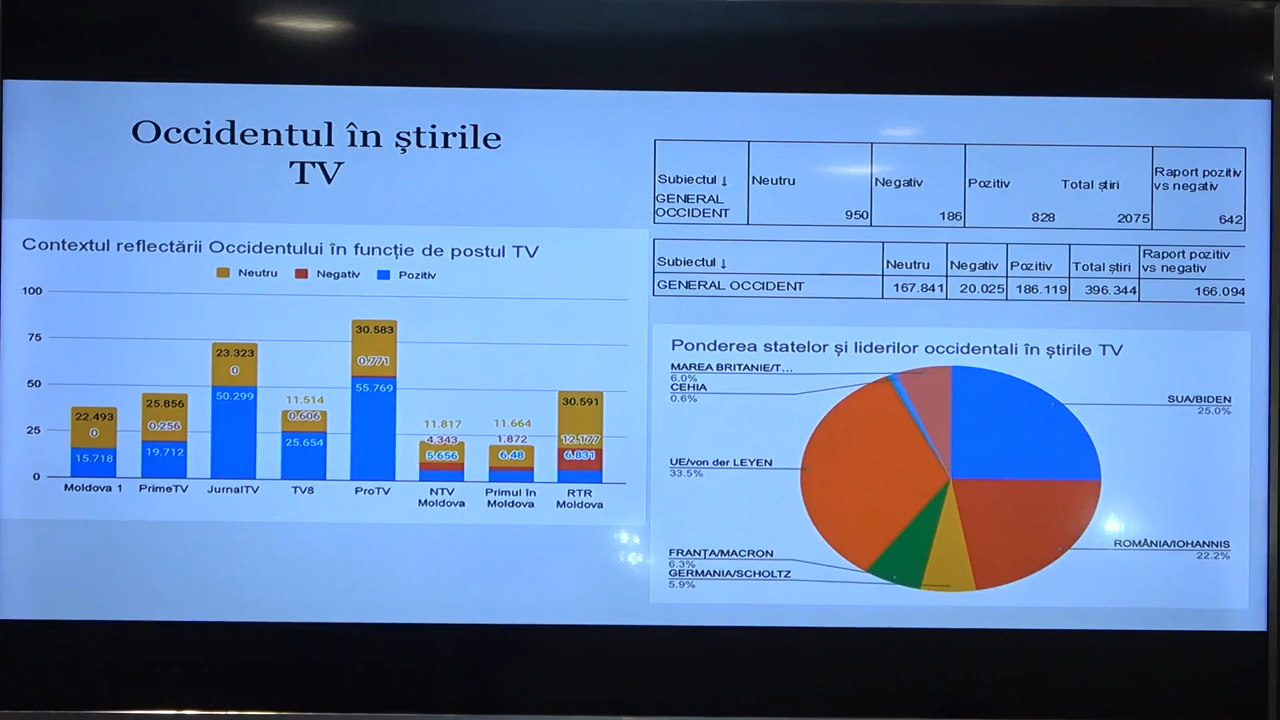 Occidentul în știrile
TV
Contextul reflectării Occidentului în funcție de postul TV
Neutru Negativ Pozitiv
100
75
50
25
0
22.493
0
15.718
25.856
0.256
19.712
23.323
0
50.299
11.514
0.606
25.654
30.583
0.771
55.769
11.817
4.343
5.656
11.664
1.872
6.48
30.591
12.177
6.831
Moldova 1
PrimeTV
JurnalTV
TV8
ProTV
NTV
Moldova
Primul în
Moldova
RTR
Moldova
Subiectul ↓ Neutru Negativ Pozitiv Total știri Raport pozitiv
vs negativ
GENERAL
OCCIDENT 950 186 828 2075 642
Subiectul ↓ Neutru Negativ Pozitiv Total știri Raport pozitiv
vs negativ
GENERAL OCCIDENT 167.841 20.025 186.119 396.344 166.094
Ponderea statelor și liderilor occidentali în știrile TV
MAREA BRITANIE/T...
6.0%
CEHIA
0.6%
UE/von der LEYEN
33.5%
FRANȚA/MACRON
6.3%
GERMANIA/SCHOLTZ
5.9%
SUA/BIDEN
25.0%
ROMÂNIA/IOHANNIS
22.2%